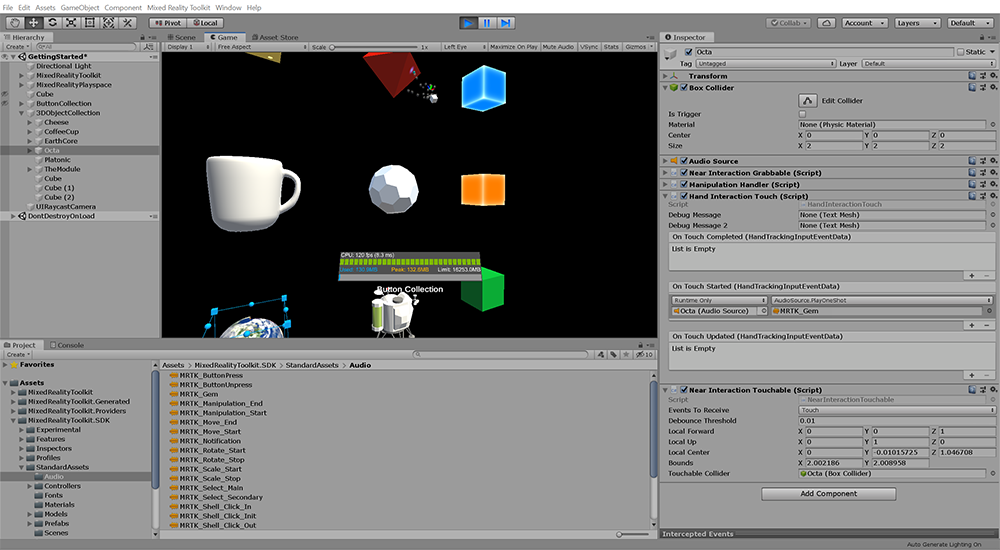 File Edit Assets GameObject Component Mixed Reality Toolkit Window Help
Pivot Local Collab Account Layers Default
Hierarchy
Create All
GettingStarted*
Directional Light
MixedRealityToolkit
MixedRealityPlayspace
Cube
ButtonCollection
3DObjectCollection
Cheese
CoffeeCup
EarthCore
Octa
Platonic
TheModule
Cube
Cube (1)
Cube (2)
UIRaycastCamera
DontDestroyOnLoad
Scene Game Asset Store
Display 1 Free Aspect Scale 1x Left Eye Maximize On Play Mute Audio VSync Stats Gizmos
CPU: 120 fps (8.3 ms)
Used: 130.9MB Peak: 132.8MB Limit: 16253.0MB
Button Collection
Inspector
Octa Static
Tag Untagged Layer Default
Transform
Box Collider
Edit Collider
Is Trigger
Material None (Physic Material)
Center X 0 Y 0 Z 0
Size X 2 Y 2 Z 2
Audio Source
Near Interaction Grabbable (Script)
Manipulation Handler (Script)
Hand Interaction Touch (Script)
Script HandInteractionTouch
Debug Message None (Text Mesh)
Debug Message 2 None (Text Mesh)
On Touch Completed (HandTrackingInputEventData)
List is Empty
On Touch Started (HandTrackingInputEventData)
Runtime Only AudioSource.PlayOneShot
Octa (Audio Source) MRTK_Gem
On Touch Updated (HandTrackingInputEventData)
List is Empty
Near Interaction Touchable (Script)
Script NearInteractionTouchable
Events To Receive Touch
Debounce Threshold 0.01
Local Forward X 0 Y 0 Z 1
Local Up X 0 Y 1 Z 0
Local Center X 0 Y -0.01015725 Z 1.046708
Bounds X 2.002186 Y 2.008958
Touchable Collider Octa (Box Collider)
Add Component
Intercepted Events
Auto Generate Lighting On
Project Console
Create 10
Favorites
Assets
MixedRealityToolkit
MixedRealityToolkit.Generated
MixedRealityToolkit.Providers
MixedRealityToolkit.SDK
Experimental
Features
Inspectors
Profiles
StandardAssets
Audio
Controllers
Fonts
Materials
Models
Prefabs
Scenes
Assets MixedRealityToolkit.SDK StandardAssets Audio
MRTK_ButtonPress
MRTK_ButtonUnpress
MRTK_Gem
MRTK_Manipulation_End
MRTK_Manipulation_Start
MRTK_Move_End
MRTK_Move_Start
MRTK_Notification
MRTK_Rotate_Start
MRTK_Rotate_Stop
MRTK_Scale_Start
MRTK_Scale_Stop
MRTK_Select_Main
MRTK_Select_Secondary
MRTK_Shell_Click_In
MRTK_Shell_Click_Init
MRTK_Shell_Click_Out